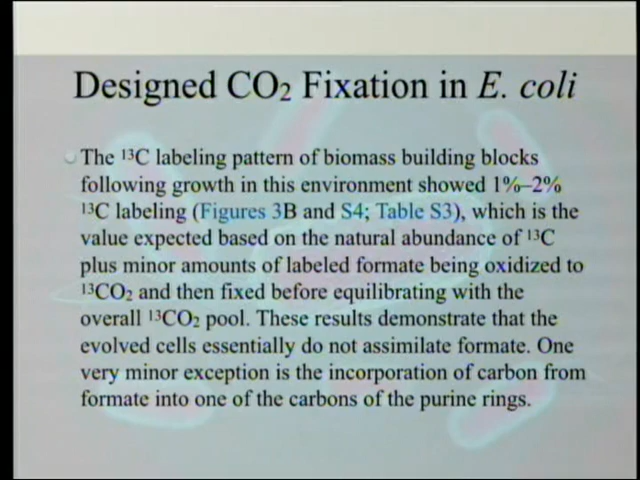 Designed CO₂ Fixation in E. coli
The ¹³C labeling pattern of biomass building blocks
following growth in this environment showed 1%–2%
¹³C labeling (Figures 3B and S4; Table S3), which is the
value expected based on the natural abundance of ¹³C
plus minor amounts of labeled formate being oxidized to
¹³CO₂ and then fixed before equilibrating with the
overall ¹³CO₂ pool. These results demonstrate that the
evolved cells essentially do not assimilate formate. One
very minor exception is the incorporation of carbon from
formate into one of the carbons of the purine rings.